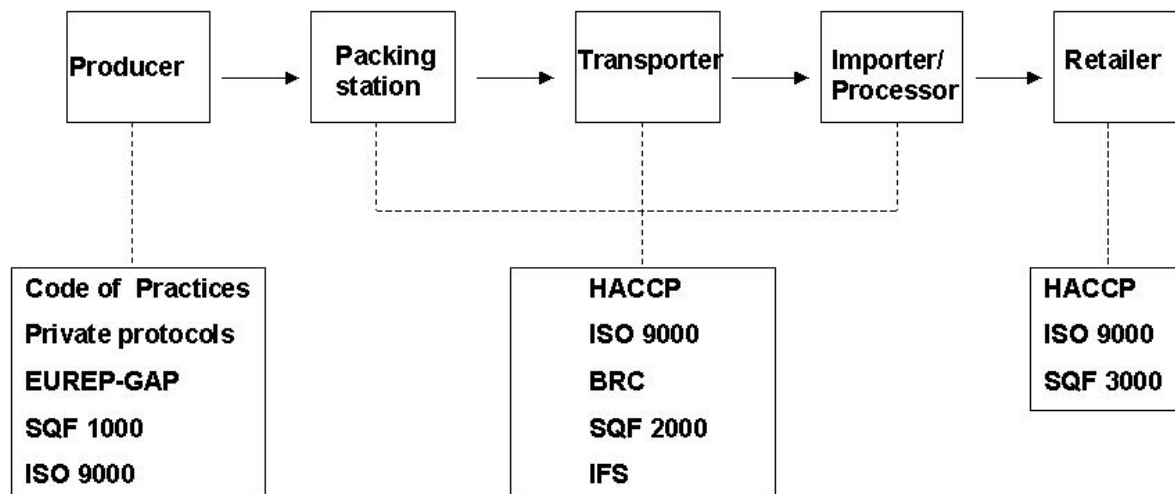 Producer
Packing
station
Transporter
Importer/
Processor
Retailer
Code of Practices
Private protocols
EUREP-GAP
SQF 1000
ISO 9000
HACCP
ISO 9000
BRC
SQF 2000
IFS
HACCP
ISO 9000
SQF 3000